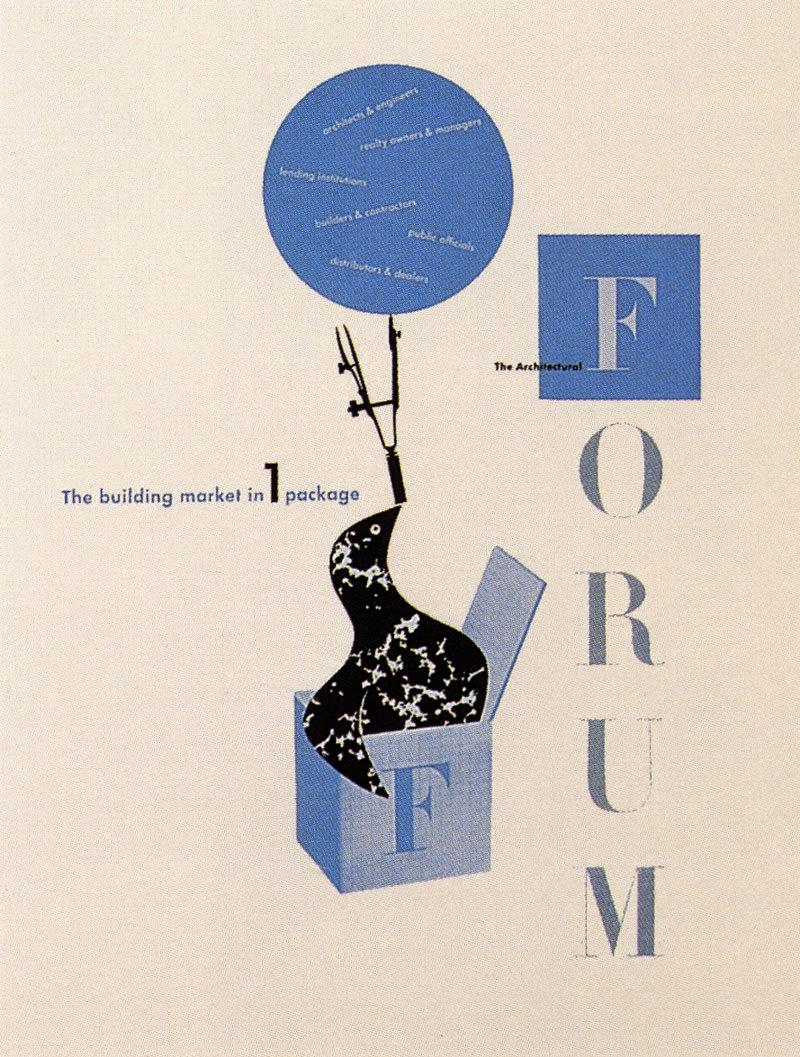 architects & engineers
realty owners & managers
lending institutions
builders & contractors
public officials
distributors & dealers
The Architectural
F
O
R
U
M
The building market in 1 package
F